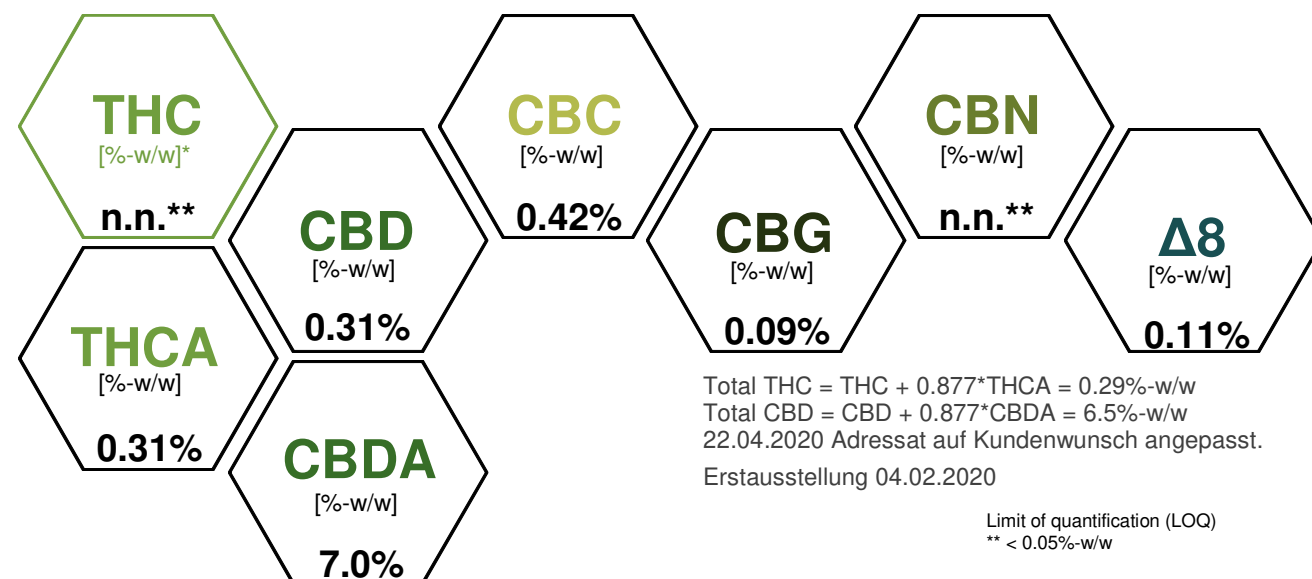 THC
[%-w/w]*
n.n.**
CBC
[%-w/w]
0.42%
CBN
[%-w/w]
n.n.**
CBD
[%-w/w]
0.31%
CBG
[%-w/w]
0.09%
Δ8
[%-w/w]
0.11%
THCA
[%-w/w]
0.31%
CBDA
[%-w/w]
7.0%
Total THC = THC + 0.877*THCA = 0.29%-w/w
Total CBD = CBD + 0.877*CBDA = 6.5%-w/w
22.04.2020 Adressat auf Kundenwunsch angepasst.
Erstausstellung 04.02.2020
Limit of quantification (LOQ)
** < 0.05%-w/w